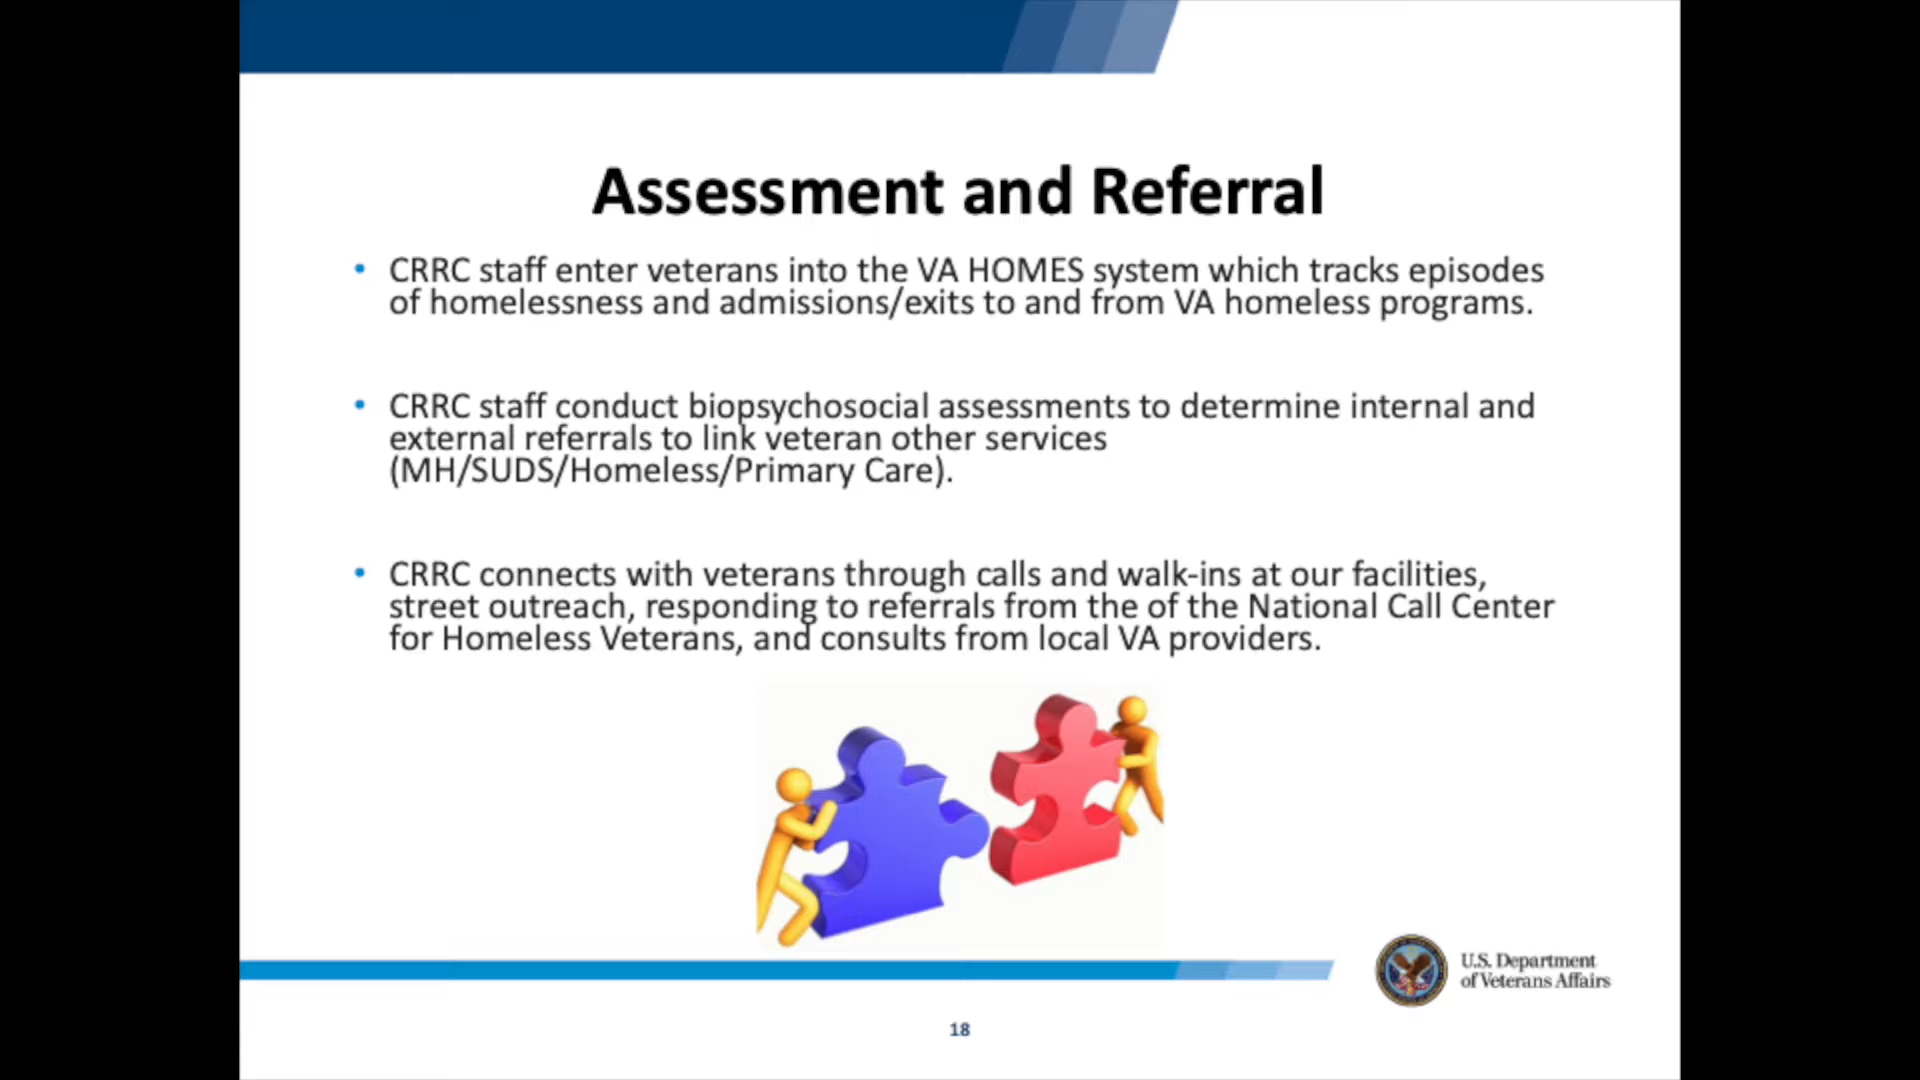 Assessment and Referral
• CRRC staff enter veterans into the VA HOMES system which tracks episodes
of homelessness and admissions/exits to and from VA homeless programs.
• CRRC staff conduct biopsychosocial assessments to determine internal and
external referrals to link veteran other services
(MH/SUDS/Homeless/Primary Care).
• CRRC connects with veterans through calls and walk-ins at our facilities,
street outreach, responding to referrals from the of the National Call Center
for Homeless Veterans, and consults from local VA providers.
U.S. Department
of Veterans Affairs
18